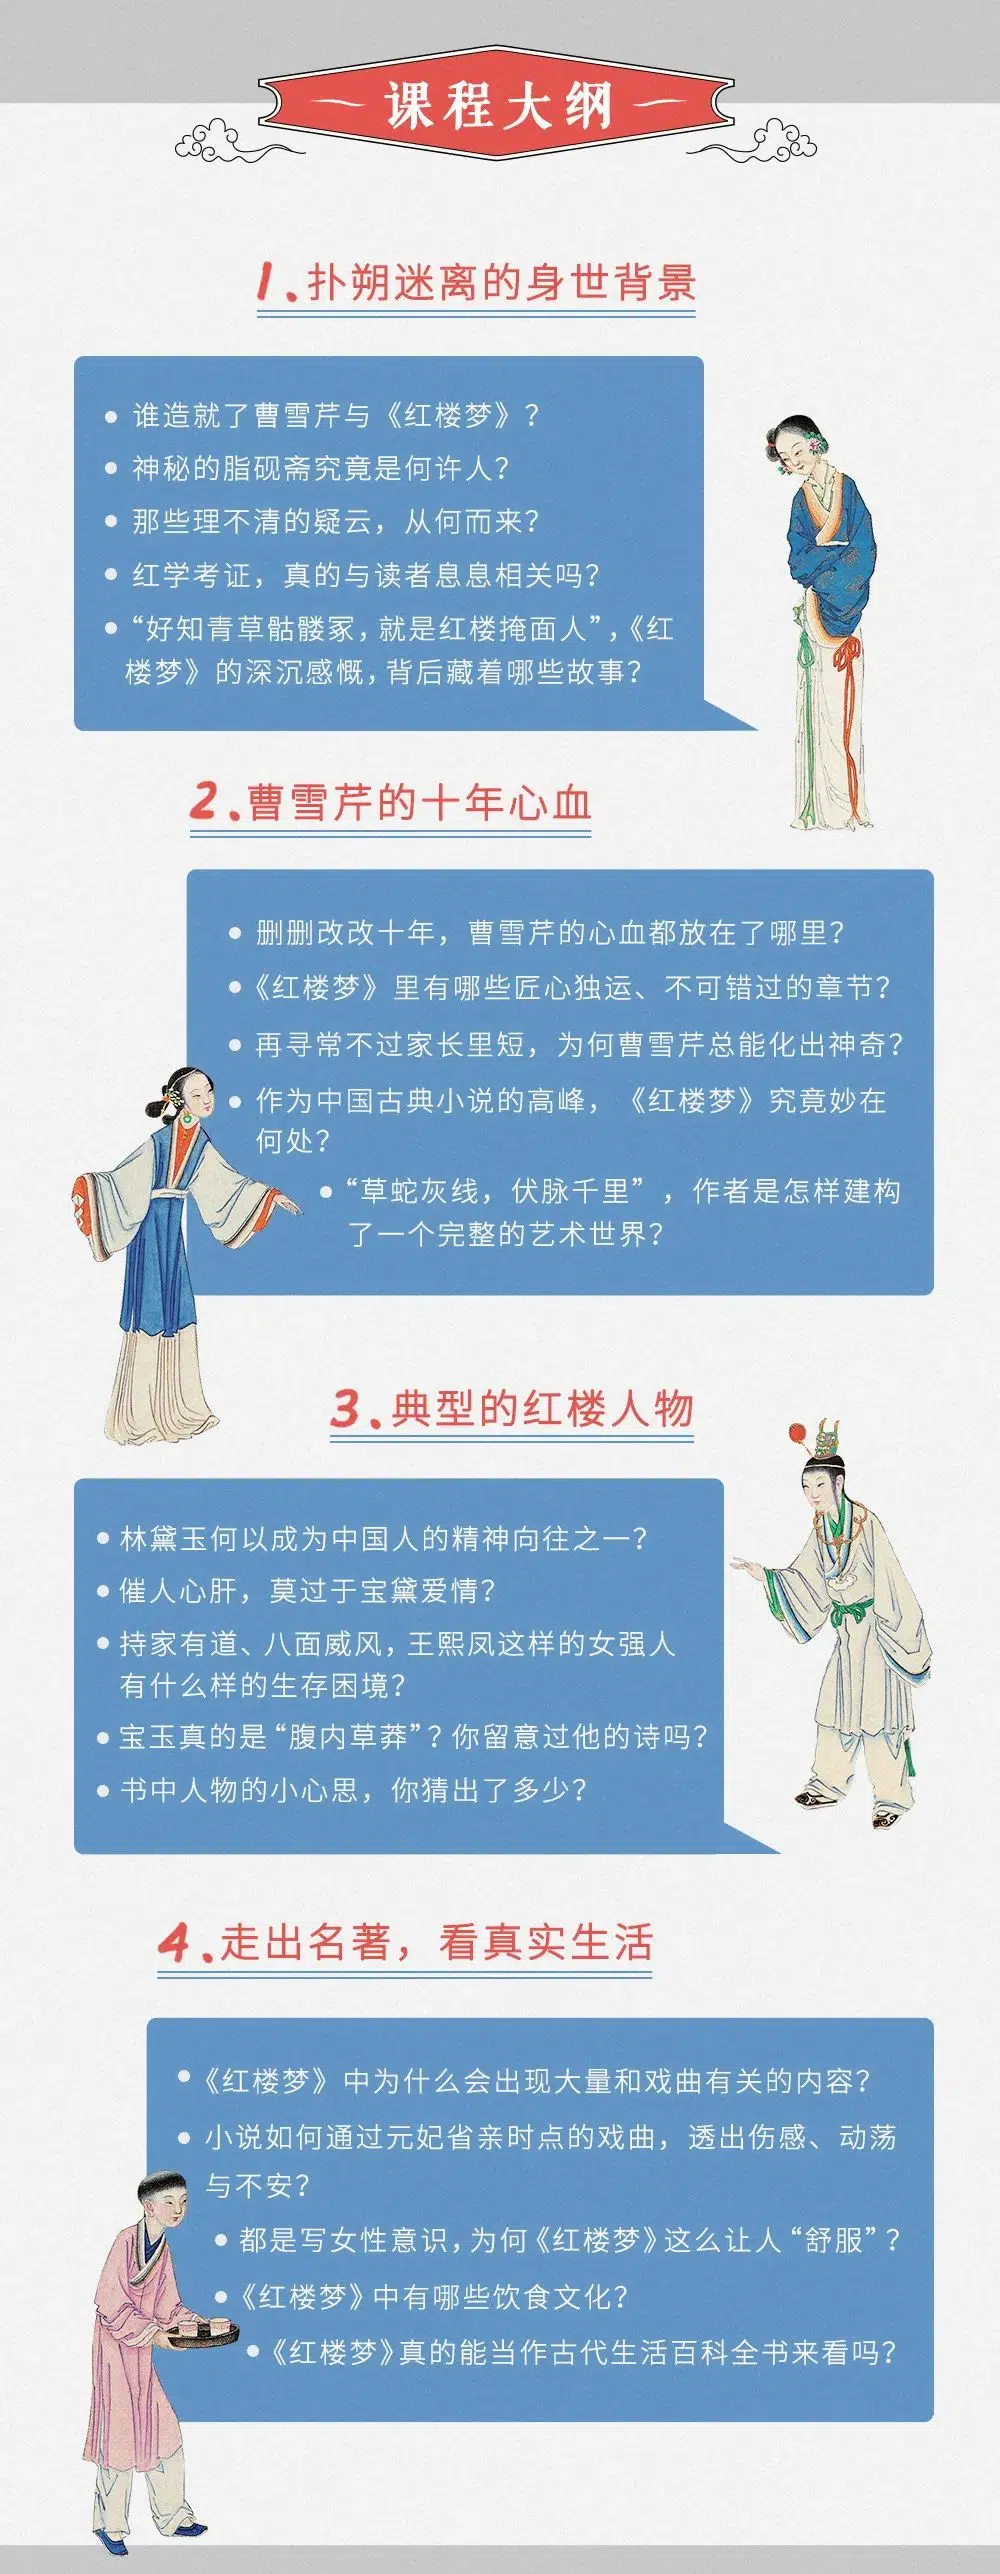 课程大纲
1.扑朔迷离的身世背景
谁造就了曹雪芹与《红楼梦》？
神秘的脂砚斋究竟是何许人？
那些理不清的疑云，从何而来？
红学考证，真的与读者息息相关吗？
“好知青草骷髅冢，就是红楼掩面人”，《红
楼梦》的深沉感慨，背后藏着哪些故事？
2.曹雪芹的十年心血
删删改改十年，曹雪芹的心血都放在了哪里？
《红楼梦》里有哪些匠心独运、不可错过的章节？
再寻常不过家长里短，为何曹雪芹总能化出神奇？
作为中国古典小说的高峰，《红楼梦》究竟妙在
何处？
“草蛇灰线，伏脉千里”，作者是怎样建构
了一个完整的艺术世界？
3.典型的红楼人物
林黛玉何以成为中国人的精神向往之一？
催人心肝，莫过于宝黛爱情？
持家有道、八面威风，王熙凤这样的女强人
有什么样的生存困境？
宝玉真的是“腹内草莽”？你留意过他的诗吗？
书中人物的小心思，你猜出了多少？
4.走出名著，看真实生活
《红楼梦》中为什么会出现大量和戏曲有关的内容？
小说如何通过元妃省亲时点的戏曲，透出伤感、动荡
与不安？
都是写女性意识，为何《红楼梦》这么让人“舒服”？
《红楼梦》中有哪些饮食文化？
《红楼梦》真的能当作古代生活百科全书来看吗？